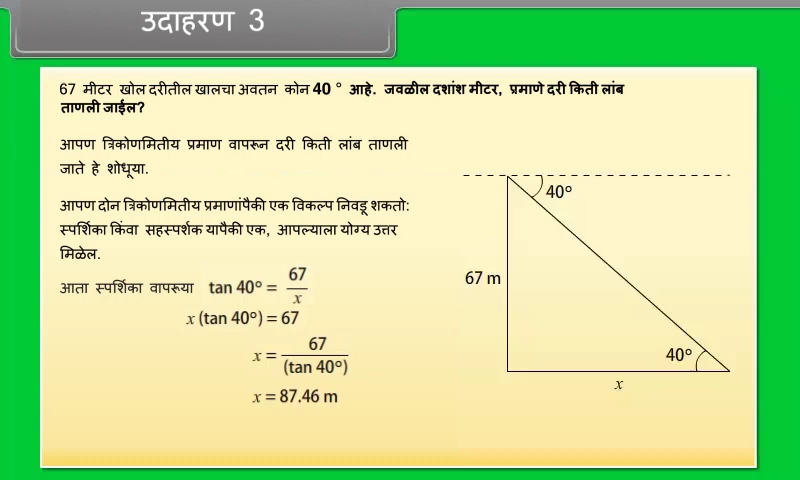 उदाहरण 3
67 मीटर खोल दरीतील खालचा अवतन कोन 40 ° आहे. जवळील दशांश मीटर, प्रमाणे दरी किती लांब
ताणली जाईल?
आपण त्रिकोणमितीय प्रमाण वापरून दरी किती लांब ताणली
जाते हे शोधूया.
आपण दोन त्रिकोणमितीय प्रमाणांपैकी एक विकल्प निवडू शकतो:
स्पर्शिका किंवा सहस्पर्शक यापैकी एक, आपल्याला योग्य उत्तर
मिळेल.
आता स्पर्शिका वापरूया tan 40° = 67/x
x (tan 40°) = 67
x = 67/(tan 40°)
x = 87.46 m
40°
67 m
40°
x